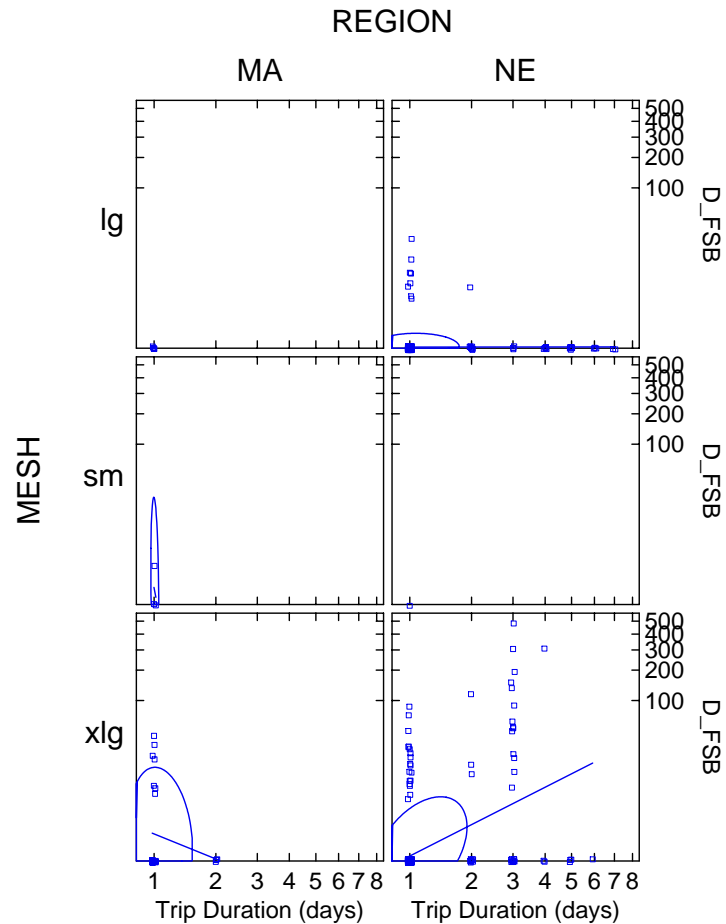 REGION
MA NE
500
400
300
200
100
lg
D_FSB
500
400
300
200
100
MESH
sm
D_FSB
500
400
300
200
100
xlg
D_FSB
1 2 3 4 5 6 7 8 1 2 3 4 5 6 7 8
Trip Duration (days) Trip Duration (days)